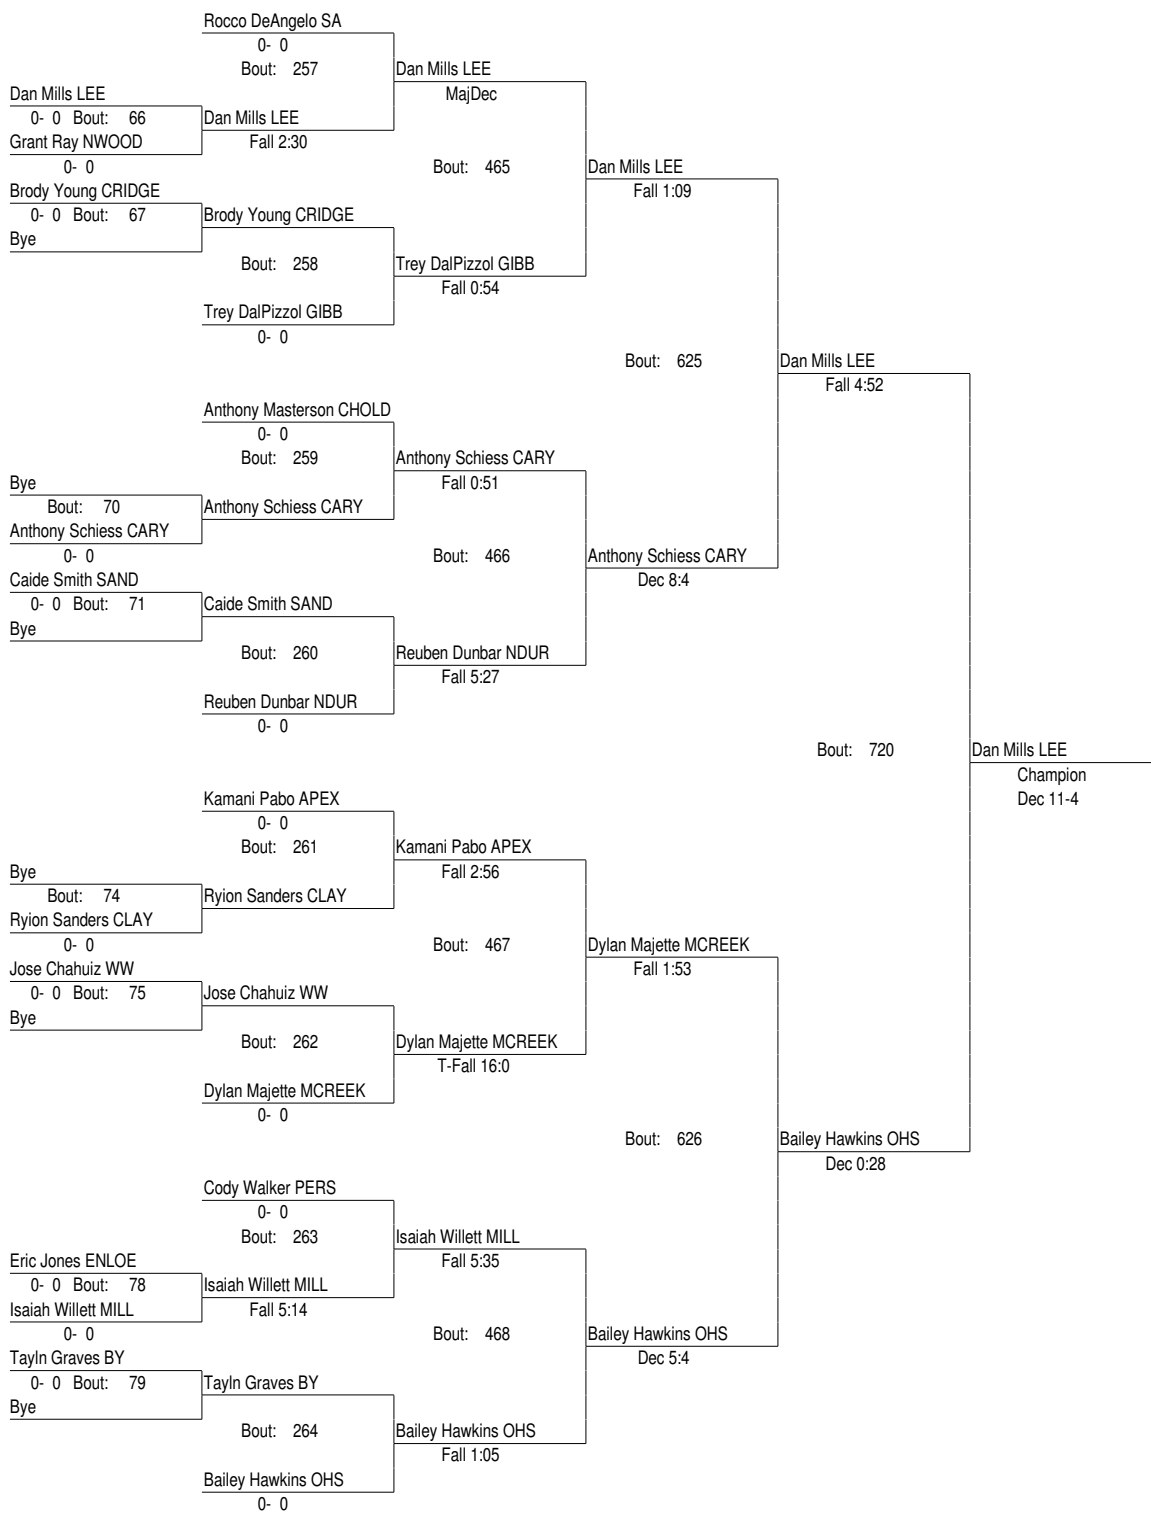 Rocco DeAngelo SA
0- 0
Bout: 257
Dan Mills LEE
Dan Mills LEE
MajDec
0- 0 Bout: 66
Dan Mills LEE
Grant Ray NWOOD
Fall 2:30
0- 0
Bout: 465
Dan Mills LEE
Brody Young CRIDGE
Fall 1:09
0- 0 Bout: 67
Brody Young CRIDGE
Bye
Bout: 258
Trey DalPizzol GIBB
Fall 0:54
Trey DalPizzol GIBB
0- 0
Bout: 625
Dan Mills LEE
Fall 4:52
Anthony Masterson CHOLD
0- 0
Bout: 259
Anthony Schiess CARY
Bye
Fall 0:51
Bout: 70
Anthony Schiess CARY
Anthony Schiess CARY
0- 0
Bout: 466
Anthony Schiess CARY
Caide Smith SAND
Dec 8:4
0- 0 Bout: 71
Caide Smith SAND
Bye
Bout: 260
Reuben Dunbar NDUR
Fall 5:27
Reuben Dunbar NDUR
0- 0
Bout: 720
Dan Mills LEE
Champion
Dec 11-4
Kamani Pabo APEX
0- 0
Bout: 261
Kamani Pabo APEX
Bye
Fall 2:56
Bout: 74
Ryion Sanders CLAY
Ryion Sanders CLAY
0- 0
Bout: 467
Dylan Majette MCREEK
Jose Chahuiz WW
Fall 1:53
0- 0 Bout: 75
Jose Chahuiz WW
Bye
Bout: 262
Dylan Majette MCREEK
T-Fall 16:0
Dylan Majette MCREEK
0- 0
Bout: 626
Bailey Hawkins OHS
Dec 0:28
Cody Walker PERS
0- 0
Bout: 263
Isaiah Willett MILL
Eric Jones ENLOE
Fall 5:35
0- 0 Bout: 78
Isaiah Willett MILL
Isaiah Willett MILL
Fall 5:14
0- 0
Bout: 468
Bailey Hawkins OHS
Tayln Graves BY
Dec 5:4
0- 0 Bout: 79
Tayln Graves BY
Bye
Bout: 264
Bailey Hawkins OHS
Fall 1:05
Bailey Hawkins OHS
0- 0